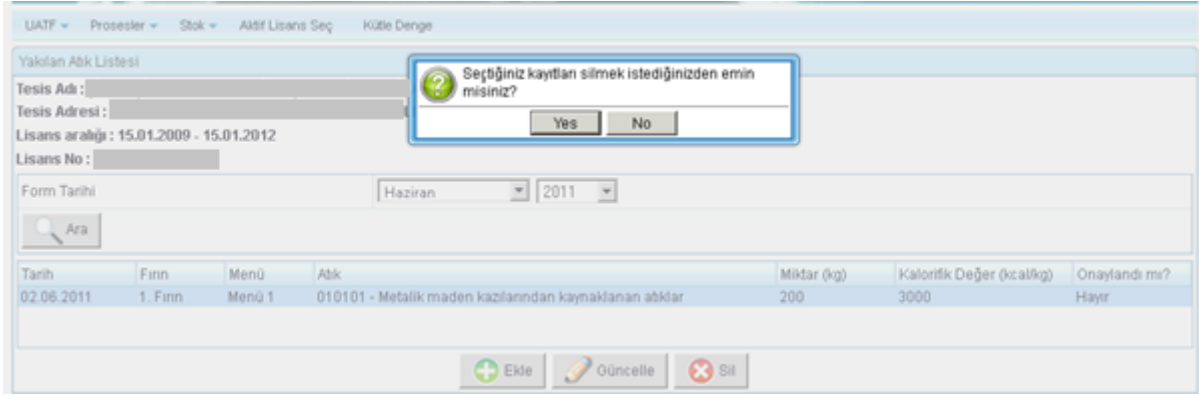 UATF Prosesler Stok Aktif Lisans Seç Kütle Denge
Yakılan Atık Listesi
Seçtiğiniz kayıtları silmek istediğinizden emin
misiniz?
Yes No
Tesis Adı :
Tesis Adresi :
Lisans aralığı : 15.01.2009 - 15.01.2012
Lisans No :
Form Tarihi Haziran 2011
Ara
Tarih Fırın Menü Atık Miktar (kg) Kalorifik Değer (kcal/kg) Onaylandı mı?
02.06.2011 1. Fırın Menü 1 010101 - Metalik maden kazılarından kaynaklanan atıklar 200 3000 Hayır
Ekle Güncelle Sil